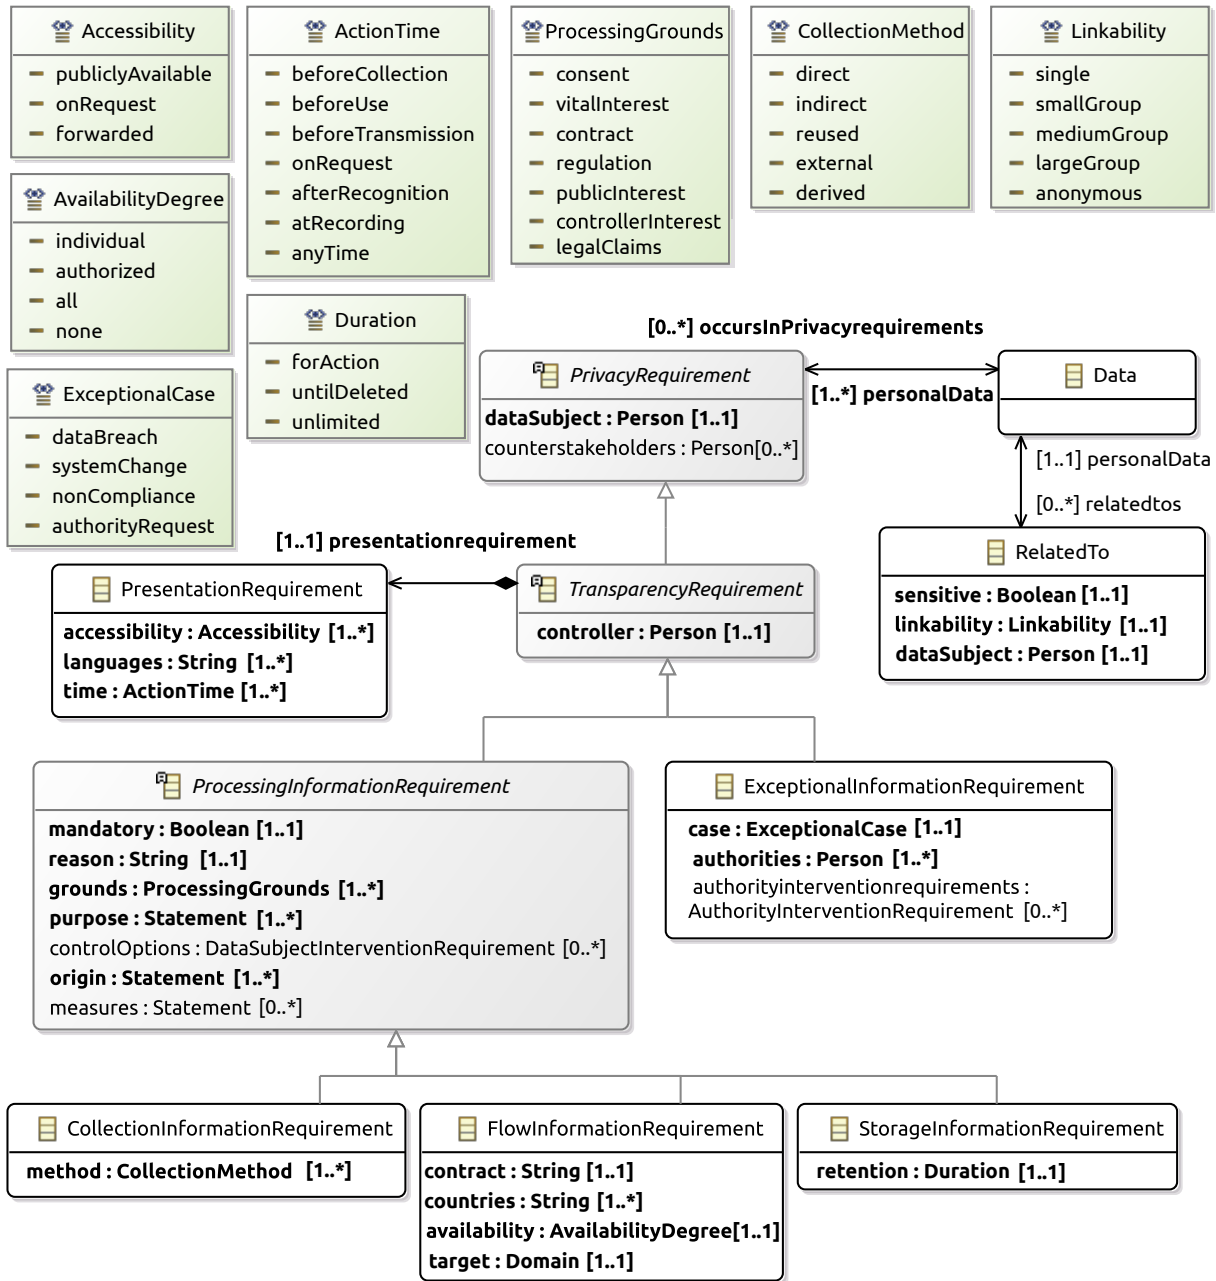 Accessibility
publiclyAvailable
onRequest
forwarded
ActionTime
beforeCollection
beforeUse
beforeTransmission
onRequest
afterRecognition
atRecording
anyTime
ProcessingGrounds
consent
vitalInterest
contract
regulation
publicInterest
controllerInterest
legalClaims
CollectionMethod
direct
indirect
reused
external
derived
Linkability
single
smallGroup
mediumGroup
largeGroup
anonymous
AvailabilityDegree
individual
authorized
all
none
Duration
forAction
untilDeleted
unlimited
ExceptionalCase
dataBreach
systemChange
nonCompliance
authorityRequest
[0..*] occursInPrivacyrequirements
PrivacyRequirement
dataSubject : Person [1..1]
counterstakeholders : Person[0..*]
[1..*] personalData
Data
[1..1] personalData
[0..*] relatedtos
RelatedTo
sensitive : Boolean [1..1]
linkability : Linkability [1..1]
dataSubject : Person [1..1]
[1..1] presentationrequirement
PresentationRequirement
accessibility : Accessibility [1..*]
languages : String [1..*]
time : ActionTime [1..*]
TransparencyRequirement
controller : Person [1..1]
ProcessingInformationRequirement
mandatory : Boolean [1..1]
reason : String [1..1]
grounds : ProcessingGrounds [1..*]
purpose : Statement [1..*]
controlOptions : DataSubjectInterventionRequirement [0..*]
origin : Statement [1..*]
measures : Statement [0..*]
ExceptionalInformationRequirement
case : ExceptionalCase [1..1]
authorities : Person [1..*]
authorityinterventionrequirements :
AuthorityInterventionRequirement [0..*]
CollectionInformationRequirement
method : CollectionMethod [1..*]
FlowInformationRequirement
contract : String [1..1]
countries : String [1..*]
availability : AvailabilityDegree[1..1]
target : Domain [1..1]
StorageInformationRequirement
retention : Duration [1..1]